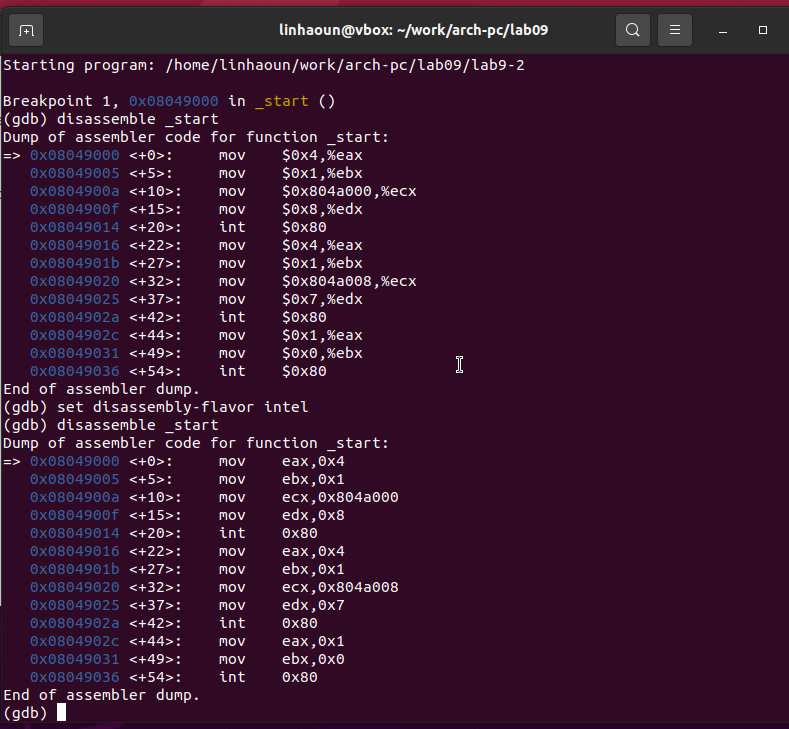 linhaoun@vbox: ~/work/arch-pc/lab09
Starting program: /home/linhaoun/work/arch-pc/lab09/lab9-2
Breakpoint 1, 0x08049000 in _start ()
(gdb) disassemble _start
Dump of assembler code for function _start:
=> 0x08049000 <+0>:     mov    $0x4,%eax
   0x08049005 <+5>:     mov    $0x1,%ebx
   0x0804900a <+10>:    mov    $0x804a000,%ecx
   0x0804900f <+15>:    mov    $0x8,%edx
   0x08049014 <+20>:    int    $0x80
   0x08049016 <+22>:    mov    $0x4,%eax
   0x0804901b <+27>:    mov    $0x1,%ebx
   0x08049020 <+32>:    mov    $0x804a008,%ecx
   0x08049025 <+37>:    mov    $0x7,%edx
   0x0804902a <+42>:    int    $0x80
   0x0804902c <+44>:    mov    $0x1,%eax
   0x08049031 <+49>:    mov    $0x0,%ebx
   0x08049036 <+54>:    int    $0x80
End of assembler dump.
(gdb) set disassembly-flavor intel
(gdb) disassemble _start
Dump of assembler code for function _start:
=> 0x08049000 <+0>:     mov    eax,0x4
   0x08049005 <+5>:     mov    ebx,0x1
   0x0804900a <+10>:    mov    ecx,0x804a000
   0x0804900f <+15>:    mov    edx,0x8
   0x08049014 <+20>:    int    0x80
   0x08049016 <+22>:    mov    eax,0x4
   0x0804901b <+27>:    mov    ebx,0x1
   0x08049020 <+32>:    mov    ecx,0x804a008
   0x08049025 <+37>:    mov    edx,0x7
   0x0804902a <+42>:    int    0x80
   0x0804902c <+44>:    mov    eax,0x1
   0x08049031 <+49>:    mov    ebx,0x0
   0x08049036 <+54>:    int    0x80
End of assembler dump.
(gdb)